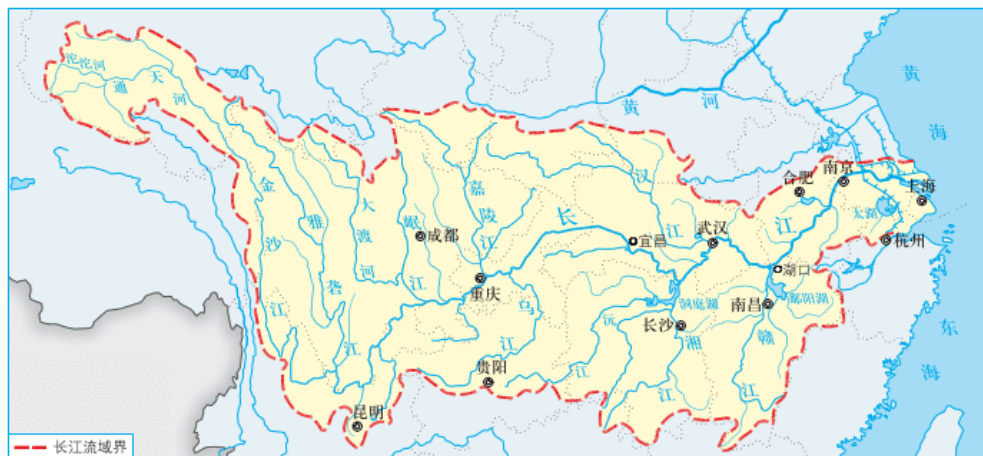 沱沱河
通天河
金沙江
雅砻江
大渡河
岷江
成都
嘉陵江
重庆
乌江
贵阳
昆明
长江
黄河
汉江
宜昌
武汉
洞庭湖
沅江
长沙
湘江
南昌
鄱阳湖
赣江
湖口
合肥
南京
太湖
上海
杭州
黄海
东海
长江流域界